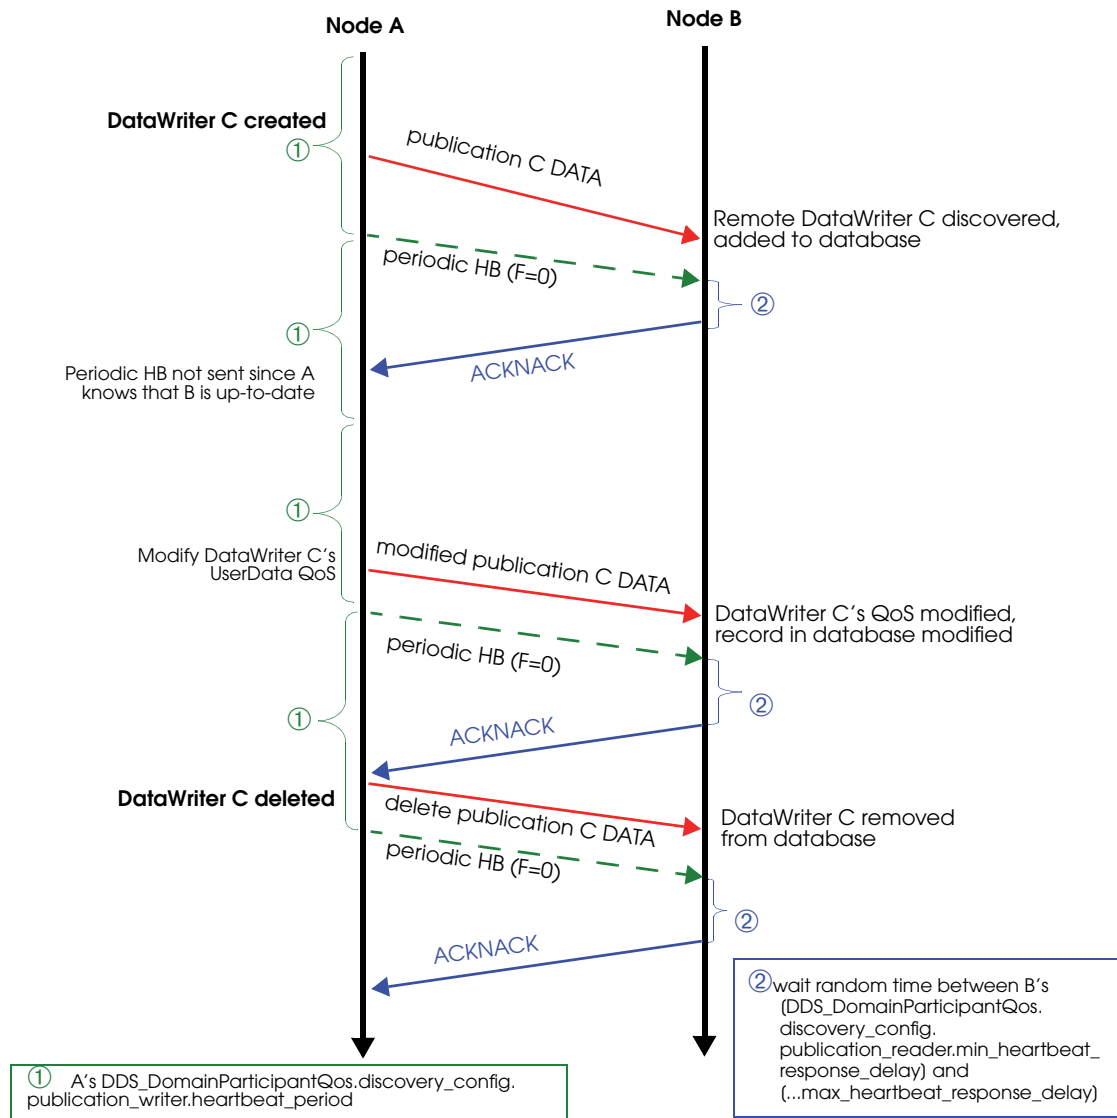 Node A
Node B
DataWriter C created
①
publication C DATA
Remote DataWriter C discovered,
added to database
periodic HB (F=0)
②
①
ACKNACK
Periodic HB not sent since A
knows that B is up-to-date
①
Modify DataWriter C's
UserData QoS
modified publication C DATA
DataWriter C's QoS modified,
record in database modified
periodic HB (F=0)
②
①
ACKNACK
DataWriter C deleted
delete publication C DATA
DataWriter C removed
from database
periodic HB (F=0)
②
ACKNACK
② wait random time between B's
(DDS_DomainParticipantQos.
discovery_config.
publication_reader.min_heartbeat_
response_delay) and
(...max_heartbeat_response_delay)
① A's DDS_DomainParticipantQos.discovery_config.
publication_writer.heartbeat_period